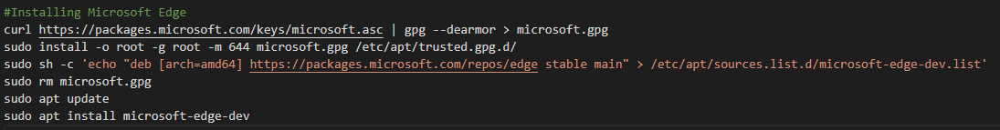 #Installing Microsoft Edge
curl https://packages.microsoft.com/keys/microsoft.asc | gpg --dearmor > microsoft.gpg
sudo install -o root -g root -m 644 microsoft.gpg /etc/apt/trusted.gpg.d/
sudo sh -c 'echo "deb [arch=amd64] https://packages.microsoft.com/repos/edge stable main" > /etc/apt/sources.list.d/microsoft-edge-dev.list'
sudo rm microsoft.gpg
sudo apt update
sudo apt install microsoft-edge-dev